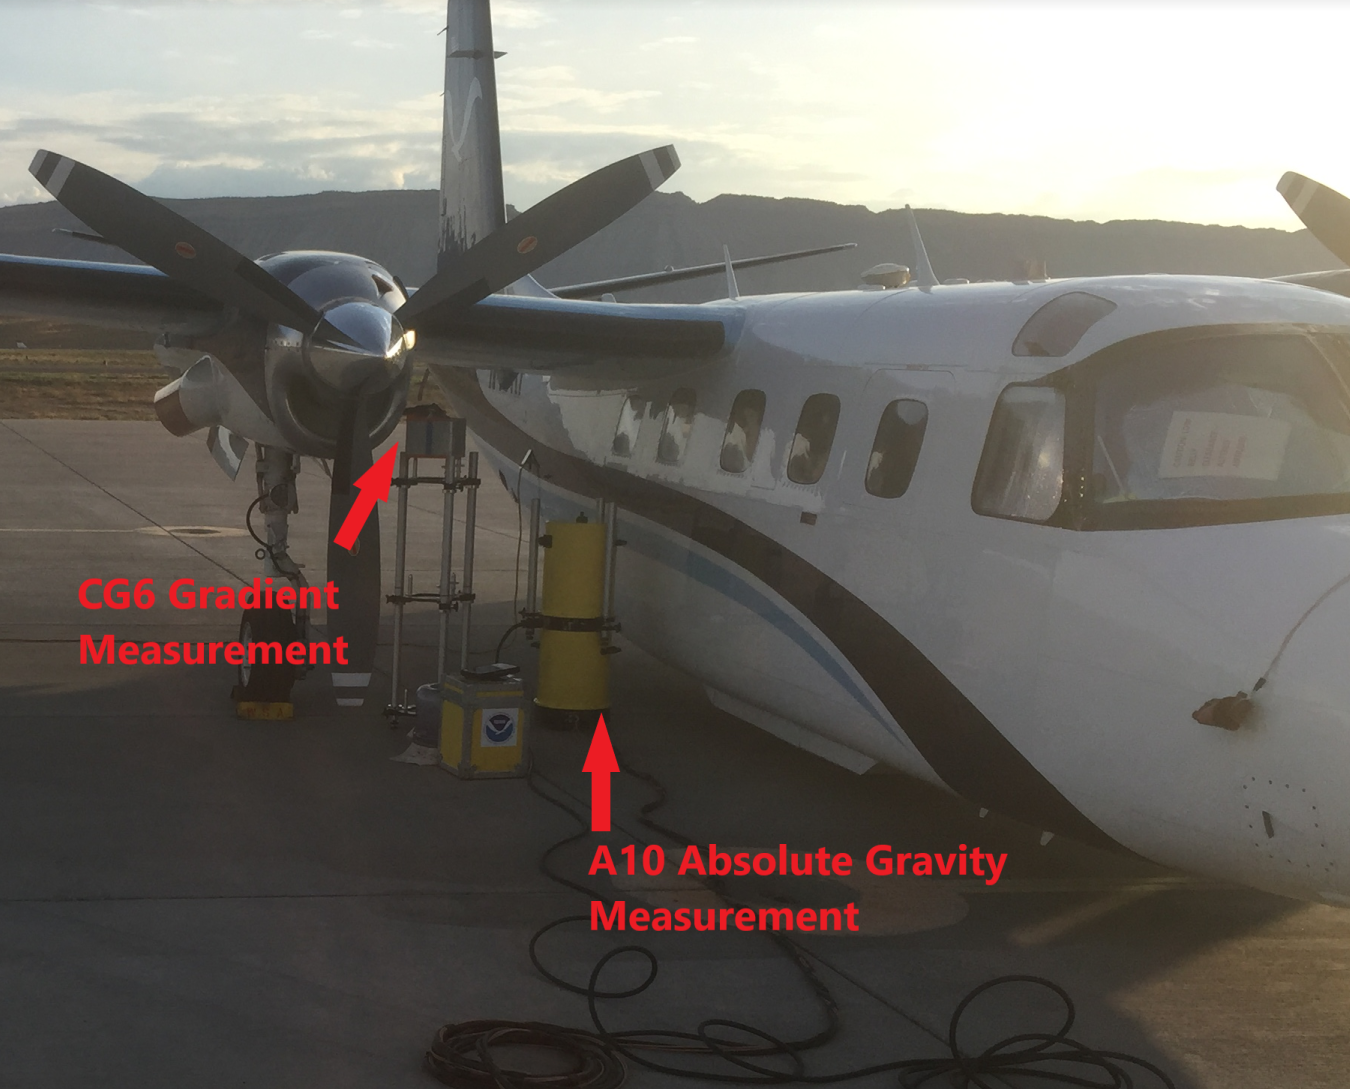 CG6 Gradient
Measurement
A10 Absolute Gravity
Measurement